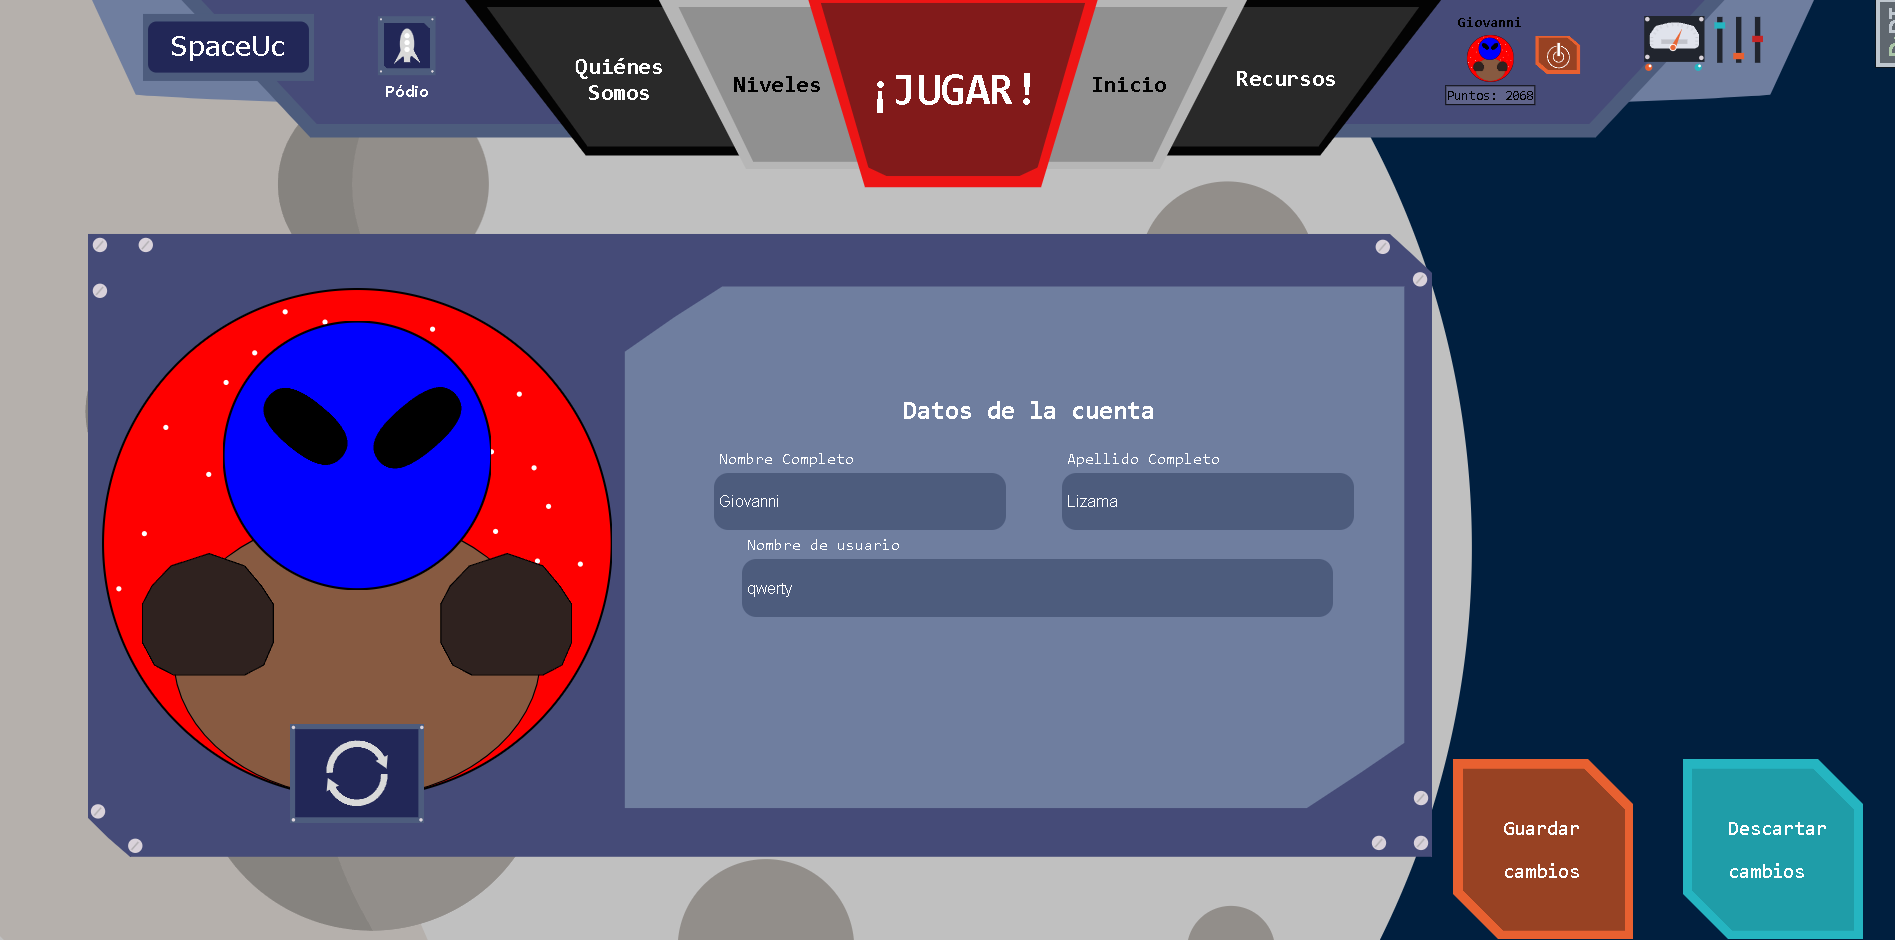 SpaceUc
Pódio
Quiénes
Somos
Niveles
¡JUGAR!
Inicio
Recursos
Giovanni
Puntos: 2068
Datos de la cuenta
Nombre Completo
Apellido Completo
Giovanni
Lizama
Nombre de usuario
qwerty
Guardar
cambios
Descartar
cambios